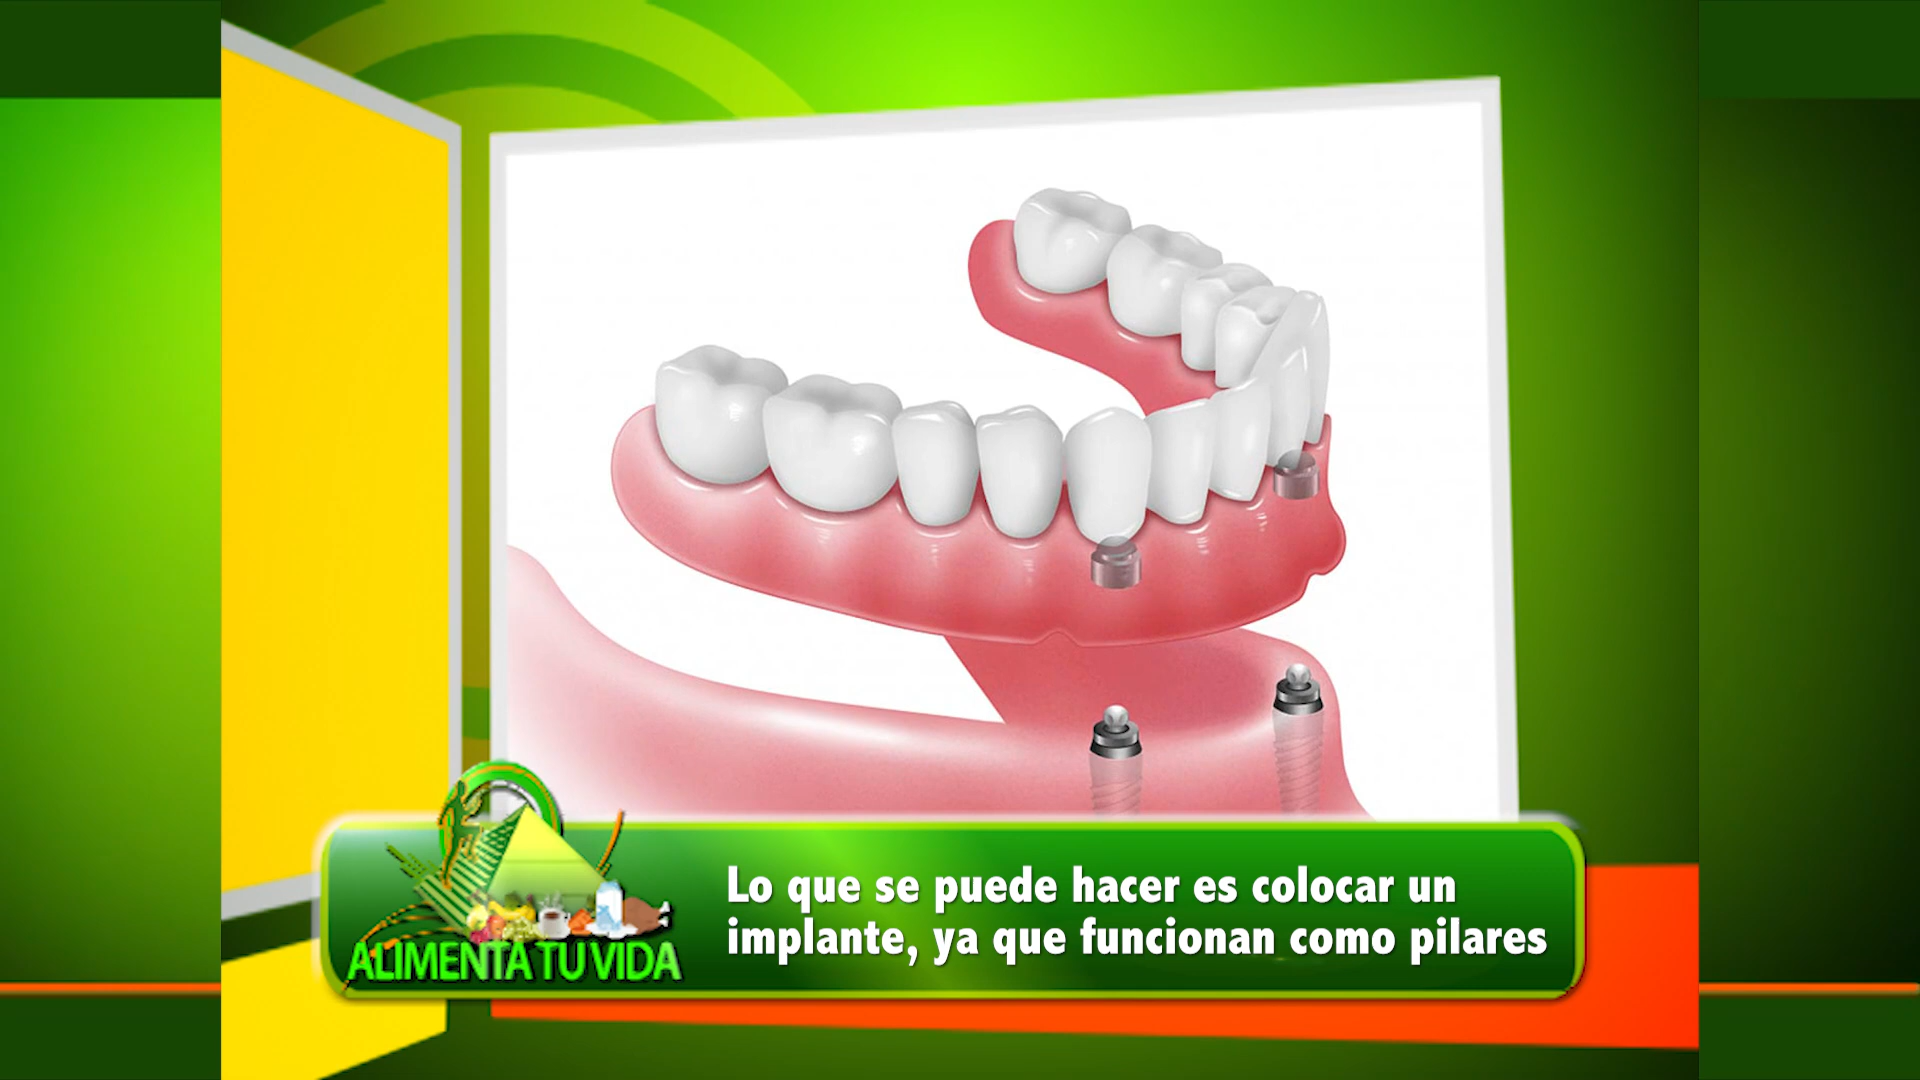 Lo que se puede hacer es colocar un
implante, ya que funcionan como pilares
ALIMENTA TU VIDA